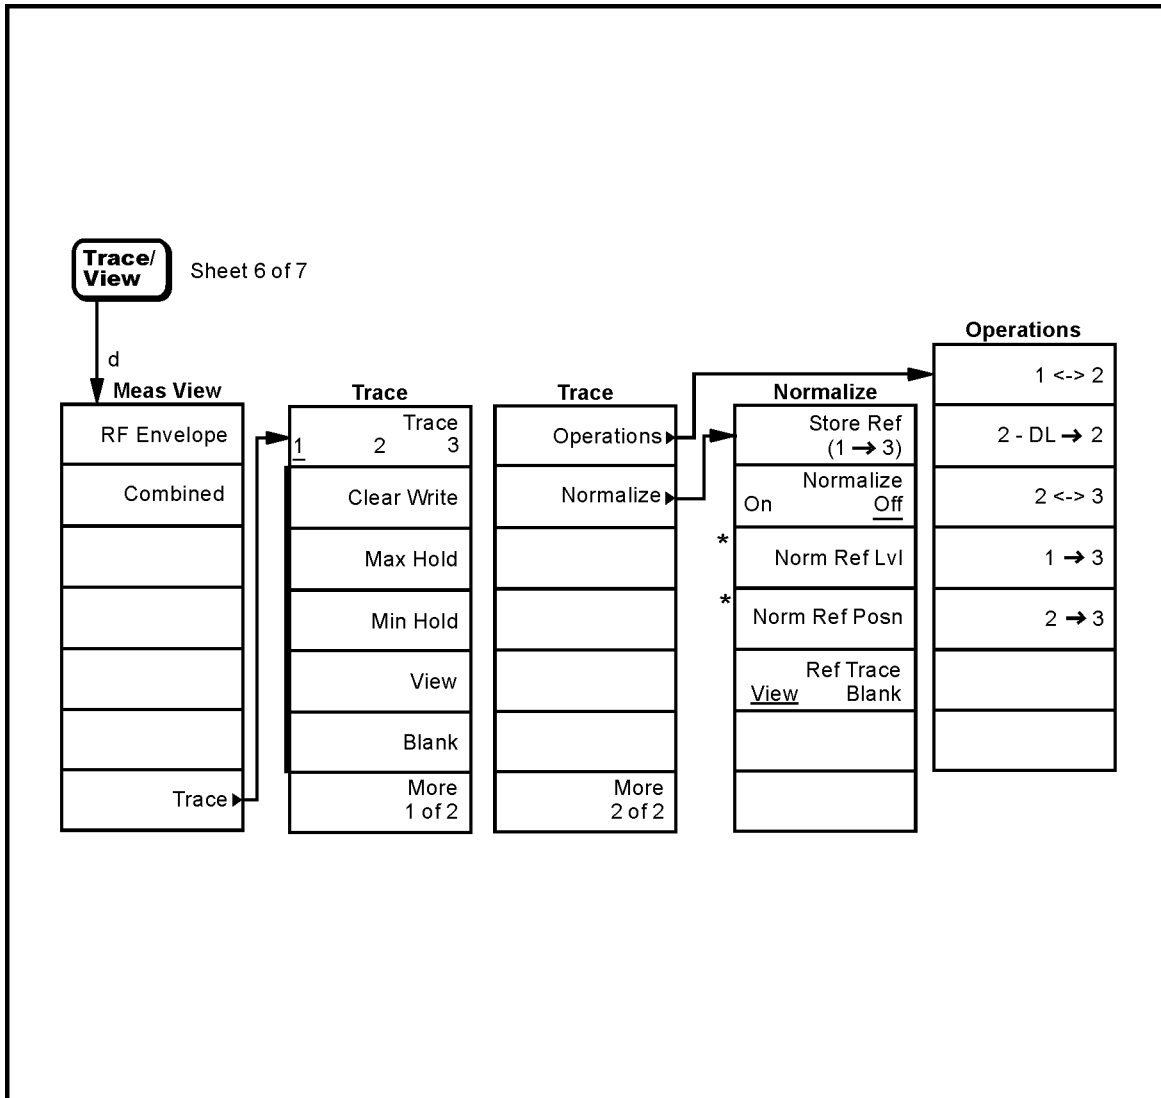 Trace/
View
Sheet 6 of 7
d
Meas View
RF Envelope
Combined
Trace
Trace
Trace
1 2 3
Clear Write
Max Hold
Min Hold
View
Blank
More
1 of 2
Trace
Operations
Normalize
More
2 of 2
Normalize
Store Ref
(1 → 3)
Normalize
On Off
* Norm Ref Lvl
* Norm Ref Posn
Ref Trace
View Blank
Operations
1 <-> 2
2 - DL → 2
2 <-> 3
1 → 3
2 → 3